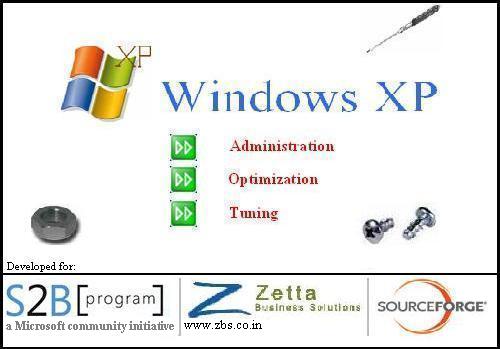 XP
Windows XP
Administration
Optimization
Tuning
Developed for:
S2B [program]
a Microsoft community initiative
Zetta
Business Solutions
www.zbs.co.in
SOURCEFORGE